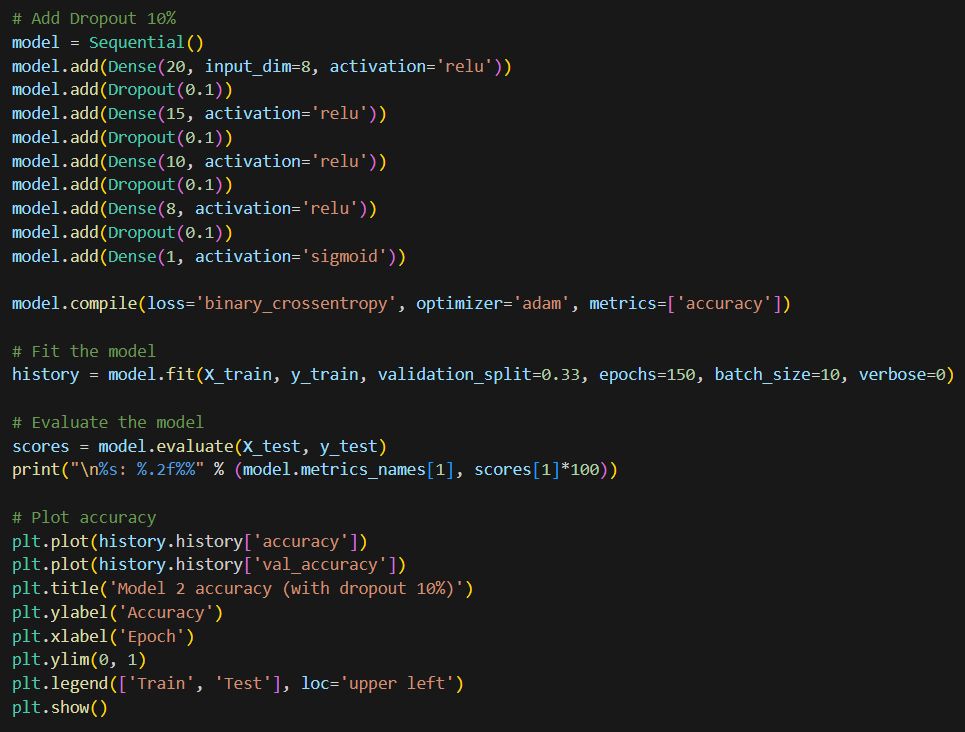 # Add Dropout 10%
model = Sequential()
model.add(Dense(20, input_dim=8, activation='relu'))
model.add(Dropout(0.1))
model.add(Dense(15, activation='relu'))
model.add(Dropout(0.1))
model.add(Dense(10, activation='relu'))
model.add(Dropout(0.1))
model.add(Dense(8, activation='relu'))
model.add(Dropout(0.1))
model.add(Dense(1, activation='sigmoid'))
model.compile(loss='binary_crossentropy', optimizer='adam', metrics=['accuracy'])
# Fit the model
history = model.fit(X_train, y_train, validation_split=0.33, epochs=150, batch_size=10, verbose=0)
# Evaluate the model
scores = model.evaluate(X_test, y_test)
print("\n%s: %.2f%%" % (model.metrics_names[1], scores[1]*100))
# Plot accuracy
plt.plot(history.history['accuracy'])
plt.plot(history.history['val_accuracy'])
plt.title('Model 2 accuracy (with dropout 10%)')
plt.ylabel('Accuracy')
plt.xlabel('Epoch')
plt.ylim(0, 1)
plt.legend(['Train', 'Test'], loc='upper left')
plt.show()